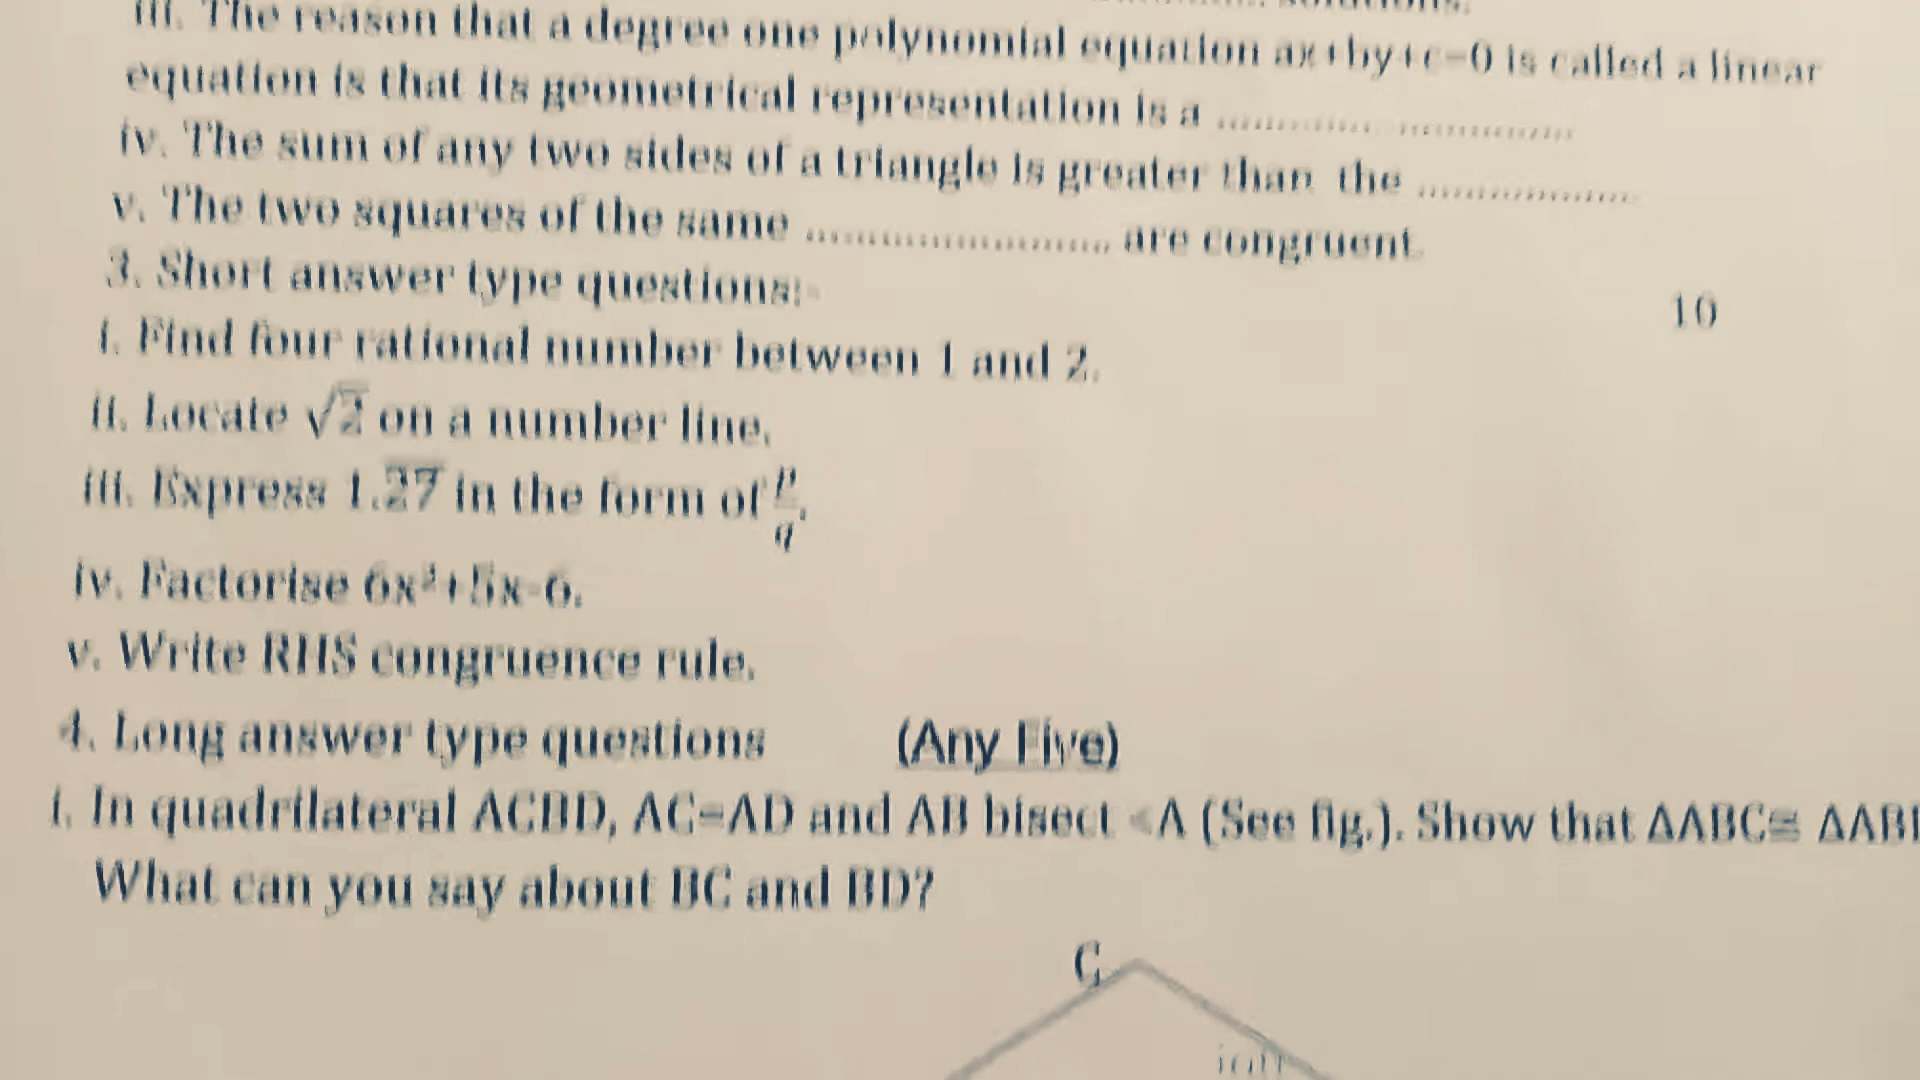 solutions.
iii. The reason that a degree one polynomial equation ax+by+c=0 is called a linear
equation is that its geometrical representation is a ..............................
iv. The sum of any two sides of a triangle is greater than the ....................
v. The two squares of the same ......................... are congruent.
3. Short answer type questions:- 10
i. Find four rational number between 1 and 2.
ii. Locate √2 on a number line.
iii. Express 1.2̅7̅ in the form of p/q.
iv. Factorise 6x²+5x-6.
v. Write RHS congruence rule.
4. Long answer type questions (Any Five)
i. In quadrilateral ACBD, AC=AD and AB bisect <A (See fig.). Show that ΔABC≅ ΔAB
What can you say about BC and BD?
C